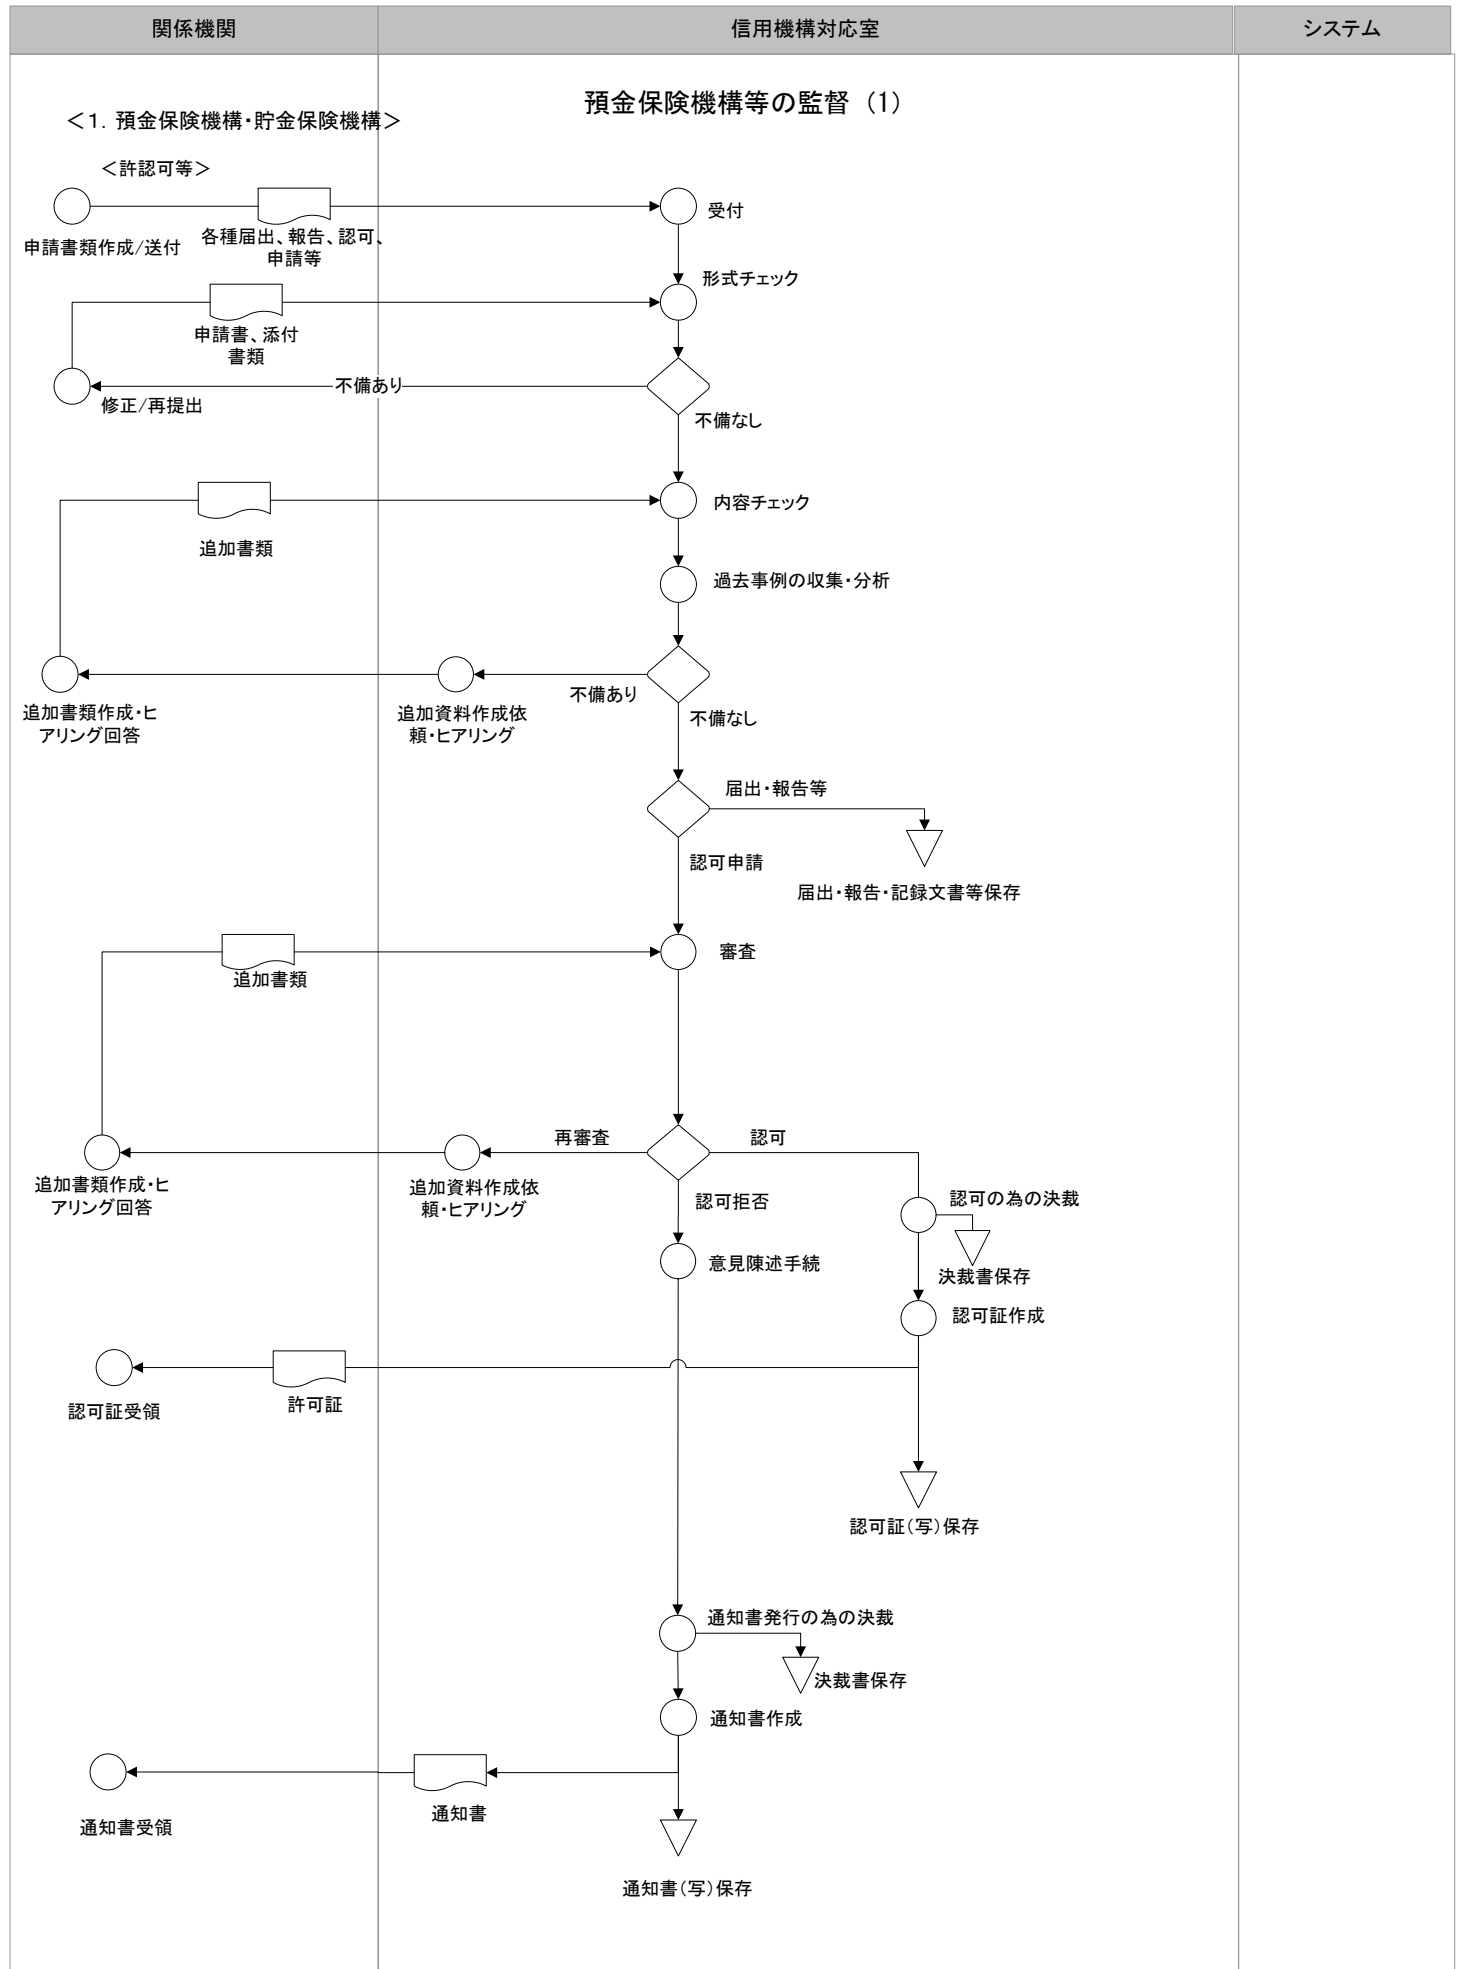 関係機関
信用機構対応室
システム
預金保険機構等の監督（1）
＜1．預金保険機構・貯金保険機構＞
＜許認可等＞
受付
申請書類作成/送付
各種届出、報告、認可、
申請等
形式チェック
申請書、添付
書類
不備あり
修正/再提出
不備なし
内容チェック
追加書類
過去事例の収集・分析
不備あり
追加書類作成・ヒ
アリング回答
追加資料作成依
頼・ヒアリング
不備なし
届出・報告等
認可申請
届出・報告・記録文書等保存
審査
追加書類
再審査
認可
追加書類作成・ヒ
アリング回答
追加資料作成依
頼・ヒアリング
認可拒否
認可の為の決裁
意見陳述手続
決裁書保存
認可証作成
認可証受領
許可証
認可証（写）保存
通知書発行の為の決裁
決裁書保存
通知書作成
通知書受領
通知書
通知書（写）保存